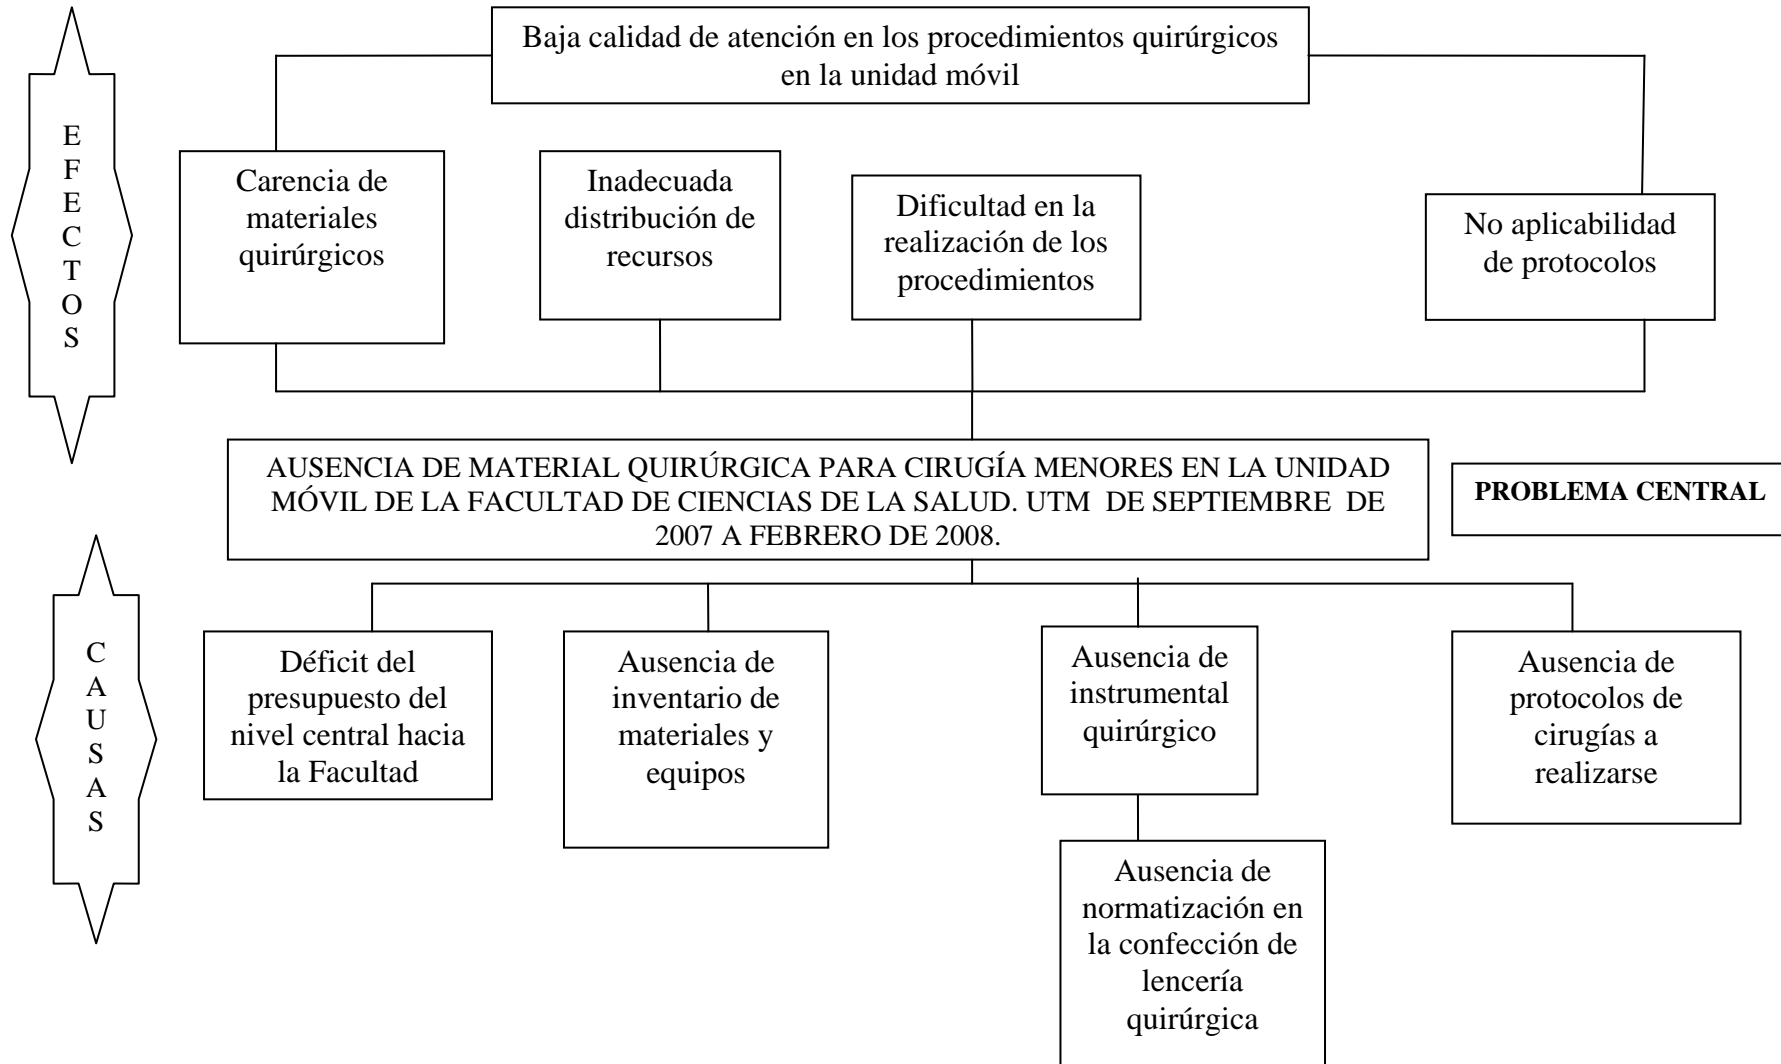 Baja calidad de atención en los procedimientos quirúrgicos
en la unidad móvil
E
F
E
C
T
O
S
Carencia de
materiales
quirúrgicos
Inadecuada
distribución de
recursos
Dificultad en la
realización de los
procedimientos
No aplicabilidad
de protocolos
AUSENCIA DE MATERIAL QUIRÚRGICA PARA CIRUGÍA MENORES EN LA UNIDAD
MÓVIL DE LA FACULTAD DE CIENCIAS DE LA SALUD. UTM DE SEPTIEMBRE DE
2007 A FEBRERO DE 2008.
PROBLEMA CENTRAL
C
A
U
S
A
S
Déficit del
presupuesto del
nivel central hacia
la Facultad
Ausencia de
inventario de
materiales y
equipos
Ausencia de
instrumental
quirúrgico
Ausencia de
protocolos de
cirugías a
realizarse
Ausencia de
normatización en
la confección de
lencería
quirúrgica